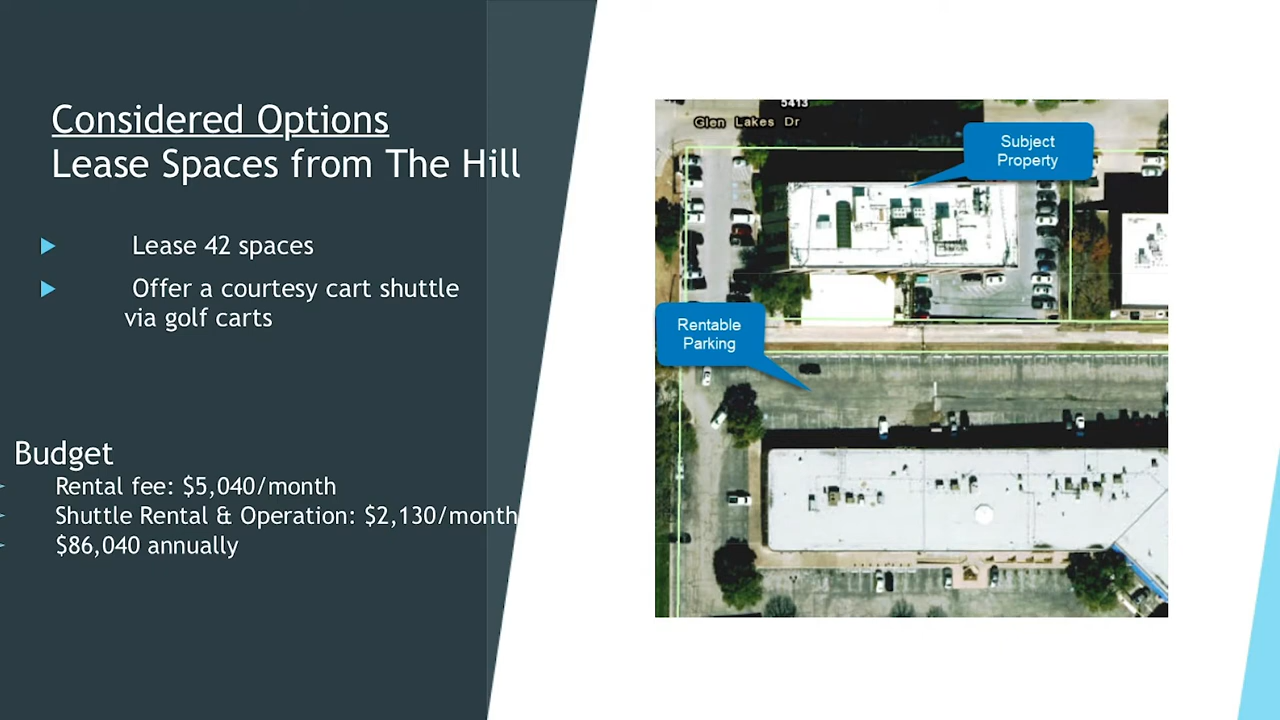 Considered Options
Lease Spaces from The Hill
Lease 42 spaces
Offer a courtesy cart shuttle
via golf carts
Budget
Rental fee: $5,040/month
Shuttle Rental & Operation: $2,130/month
$86,040 annually
5413
Glen Lakes Dr
Subject
Property
Rentable
Parking